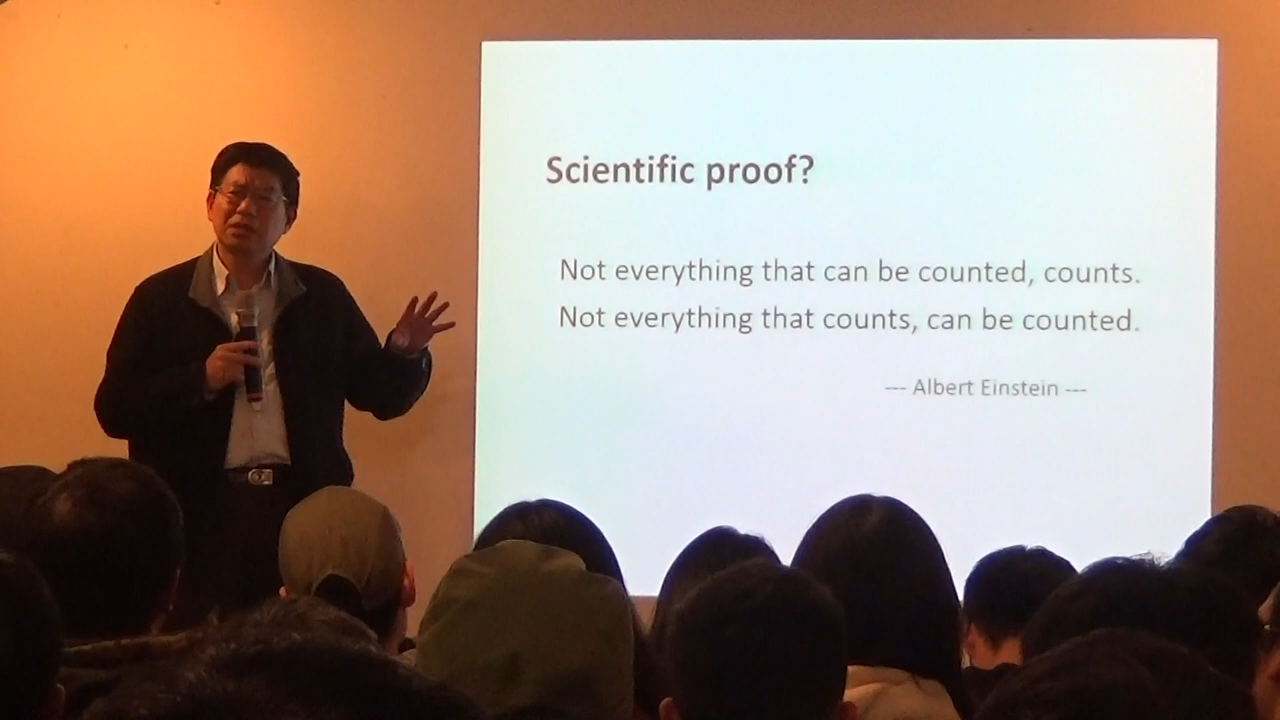 Scientific proof?
Not everything that can be counted, counts.
Not everything that counts, can be counted.
--- Albert Einstein ---